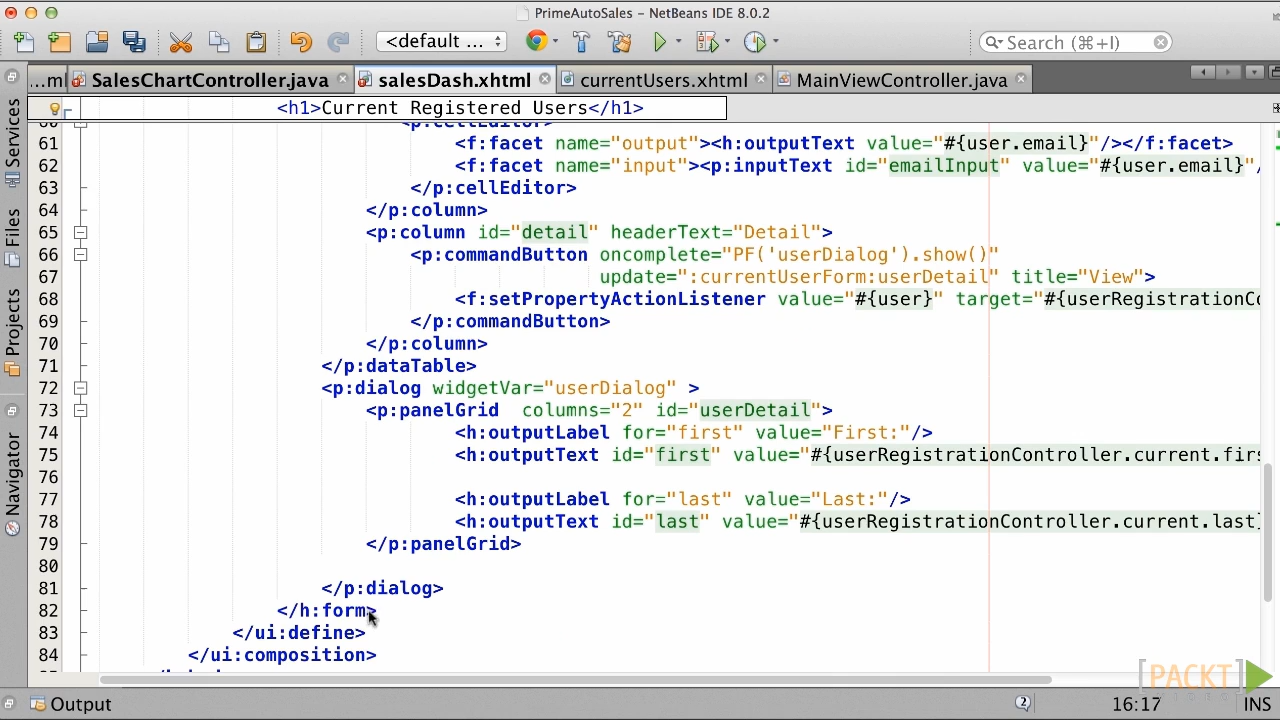 PrimeAutoSales – NetBeans IDE 8.0.2
<default ...
Search (⌘+I)
...ml
SalesChartController.java
salesDash.xhtml
currentUsers.xhtml
MainViewController.java
<h1>Current Registered Users</h1>
60 <p:cellEditor>
61 <f:facet name="output"><h:outputText value="#{user.email}"/></f:facet>
62 <f:facet name="input"><p:inputText id="emailInput" value="#{user.email}"/
63 </p:cellEditor>
64 </p:column>
65 <p:column id="detail" headerText="Detail">
66 <p:commandButton oncomplete="PF('userDialog').show()"
67 update=":currentUserForm:userDetail" title="View">
68 <f:setPropertyActionListener value="#{user}" target="#{userRegistrationCo
69 </p:commandButton>
70 </p:column>
71 </p:dataTable>
72 <p:dialog widgetVar="userDialog" >
73 <p:panelGrid columns="2" id="userDetail">
74 <h:outputLabel for="first" value="First:"/>
75 <h:outputText id="first" value="#{userRegistrationController.current.firs
76
77 <h:outputLabel for="last" value="Last:"/>
78 <h:outputText id="last" value="#{userRegistrationController.current.last}
79 </p:panelGrid>
80
81 </p:dialog>
82 </h:form>
83 </ui:define>
84 </ui:composition>
Services
Files
Projects
Navigator
Output
2
16:17
INS
[PACKT]